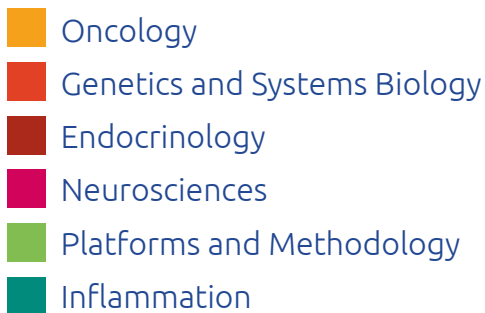 Oncology
Genetics and Systems Biology
Endocrinology
Neurosciences
Platforms and Methodology
Inflammation